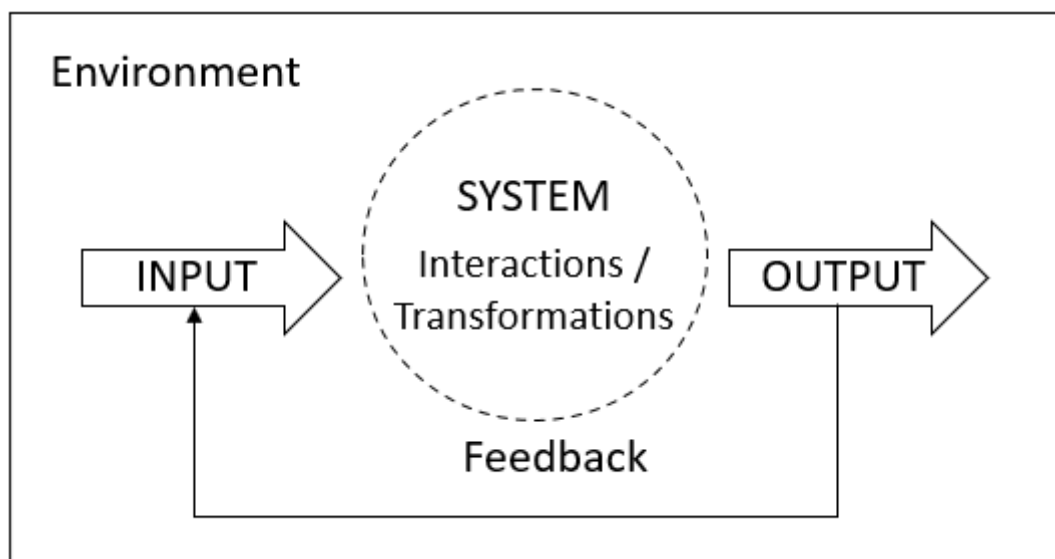 Environment
SYSTEM
Interactions /
Transformations
INPUT
OUTPUT
Feedback